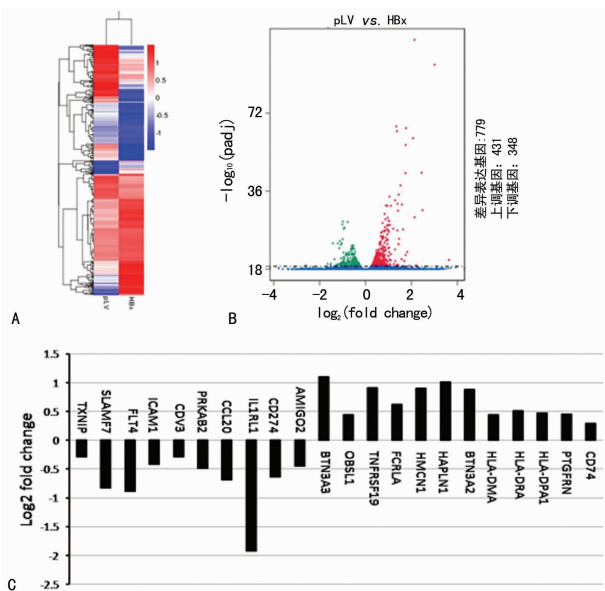 1
0.5
0
-0.5
-1
pLV
HBx
A
pLV vs. HBx
-log10(padj)
72
36
18
-4
-2
0
2
4
log2(fold change)
B
差异表达基因:779
上调基因: 431
下调基因: 348
Log2 fold change
1.5
1
0.5
0
-0.5
-1
-1.5
-2
-2.5
TXNIP
SLAMF7
FLT4
ICAM1
CDV3
PRKAB2
CCL20
IL1RL1
CD274
AMIGO2
BTN3A3
OBSL1
TNFRSF19
FCRLA
HMCN1
HAPLN1
BTN3A2
HLA-DMA
HLA-DRA
HLA-DPA1
PTGFRN
CD74
C